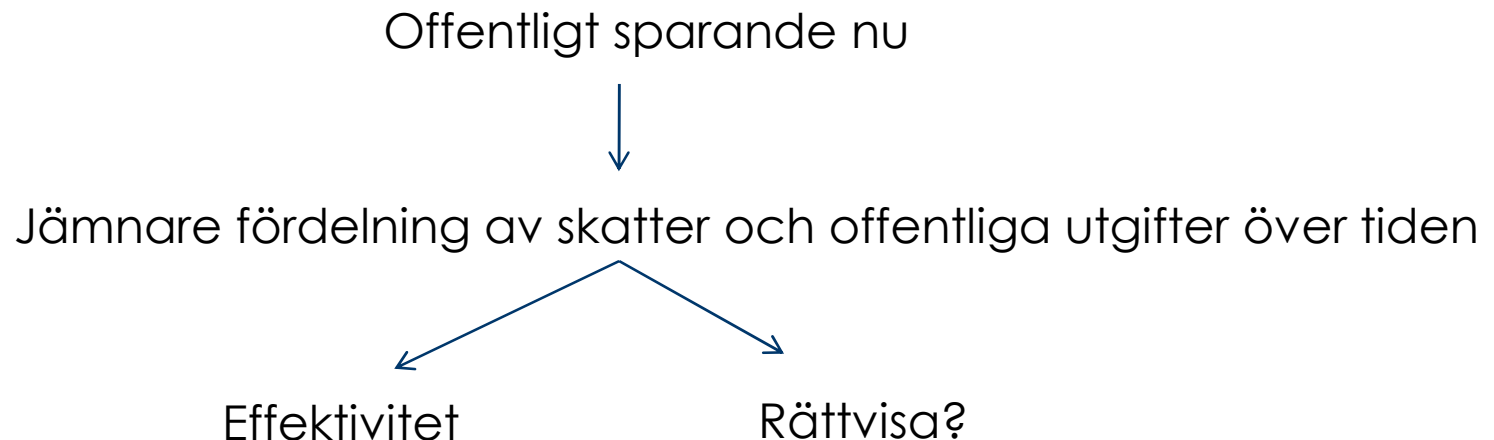 Offentligt sparande nu
Jämnare fördelning av skatter och offentliga utgifter över tiden
Effektivitet Rättvisa?